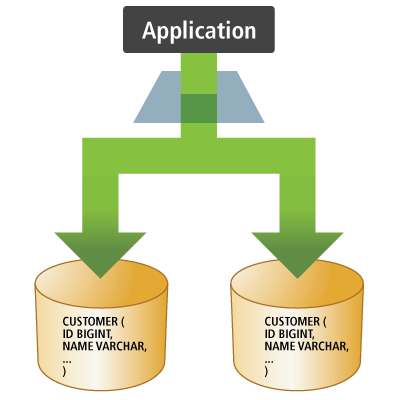 Application
CUSTOMER (
ID BIGINT,
NAME VARCHAR,
...
)
CUSTOMER (
ID BIGINT,
NAME VARCHAR,
...
)